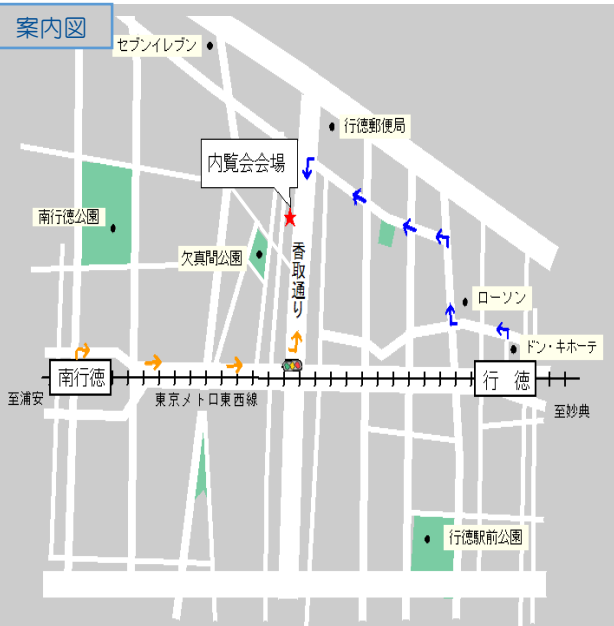 案内図
セブンイレブン
行徳郵便局
内覧会会場
南行徳公園
欠真間公園
香取通り
ローソン
ドン・キホーテ
南行徳
行 徳
至浦安
東京メトロ東西線
至妙典
行徳駅前公園